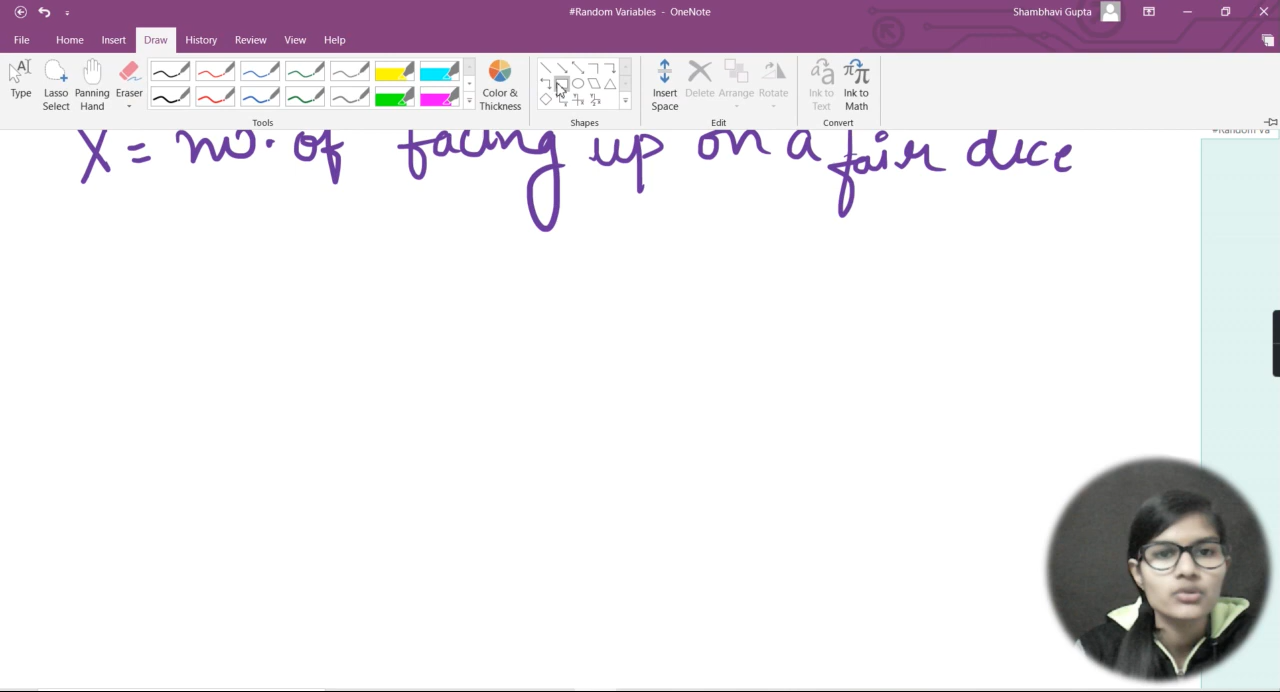 #Random Variables - OneNote
Shambhavi Gupta
File Home Insert Draw History Review View Help
Type Lasso Select Panning Hand Eraser
Color & Thickness
Insert Space Delete Arrange Rotate
Ink to Text Ink to Math
Tools Shapes Edit Convert
#Random Va
X = no. of facing up on a fair dice